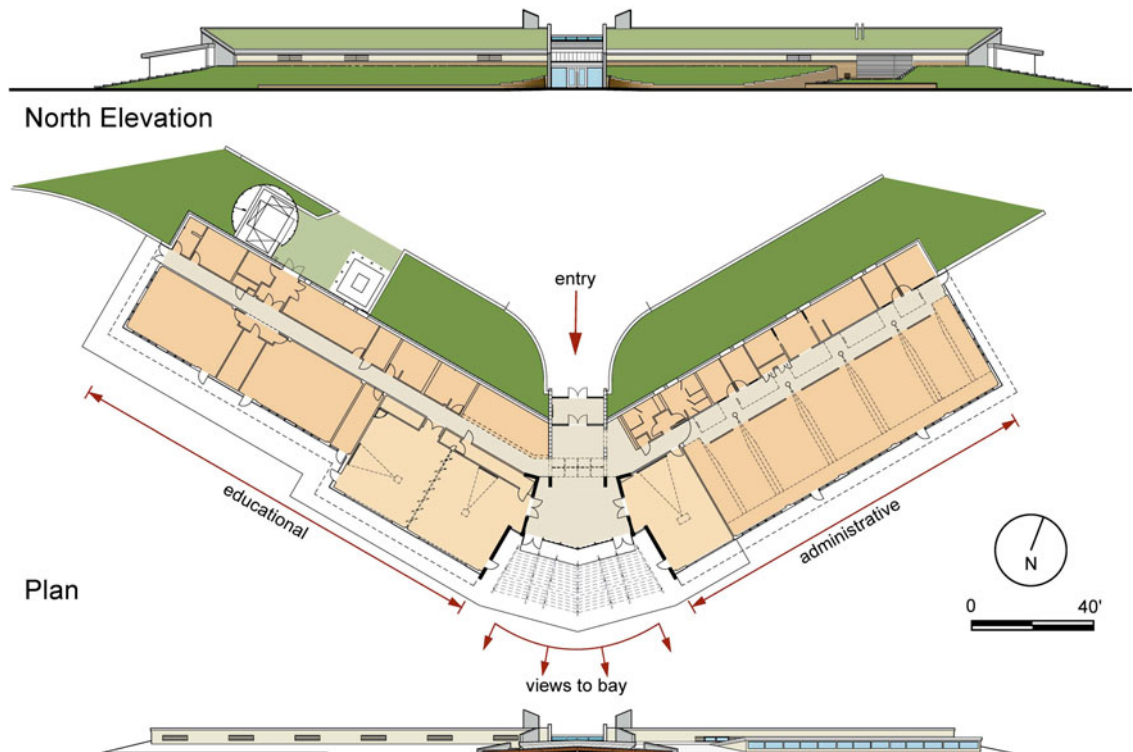 North Elevation
entry
educational
administrative
N
Plan
0 40'
views to bay